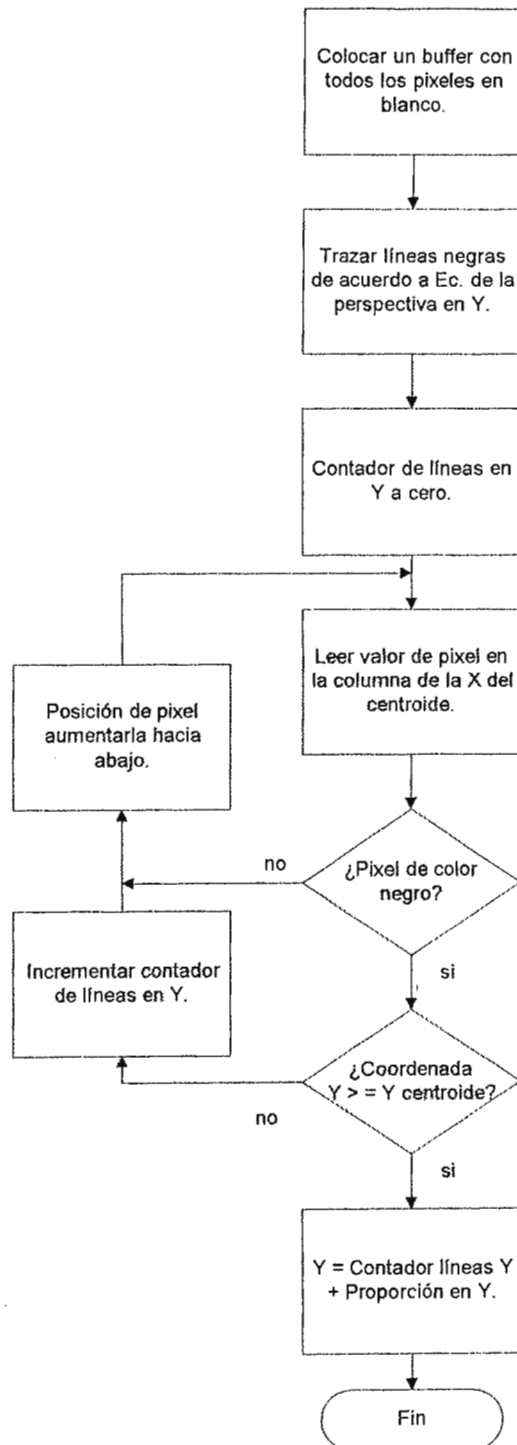 Colocar un buffer con
todos los pixeles en
blanco.
Trazar líneas negras
de acuerdo a Ec. de la
perspectiva en Y.
Contador de líneas en
Y a cero.
Leer valor de pixel en
la columna de la X del
centroide.
Posición de pixel
aumentarla hacia
abajo.
no
¿Pixel de color
negro?
si
Incrementar contador
de líneas en Y.
¿Coordenada
Y > = Y centroide?
no
si
Y = Contador líneas Y
+ Proporción en Y.
Fin